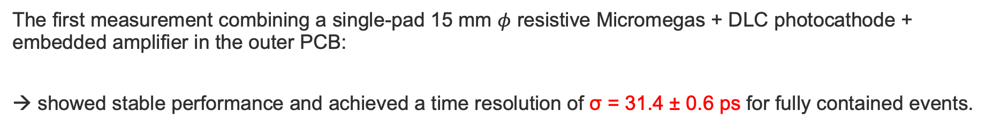 The first measurement combining a single-pad 15 mm ϕ resistive Micromegas + DLC photocathode +
embedded amplifier in the outer PCB:
→ showed stable performance and achieved a time resolution of σ = 31.4 ± 0.6 ps for fully contained events.